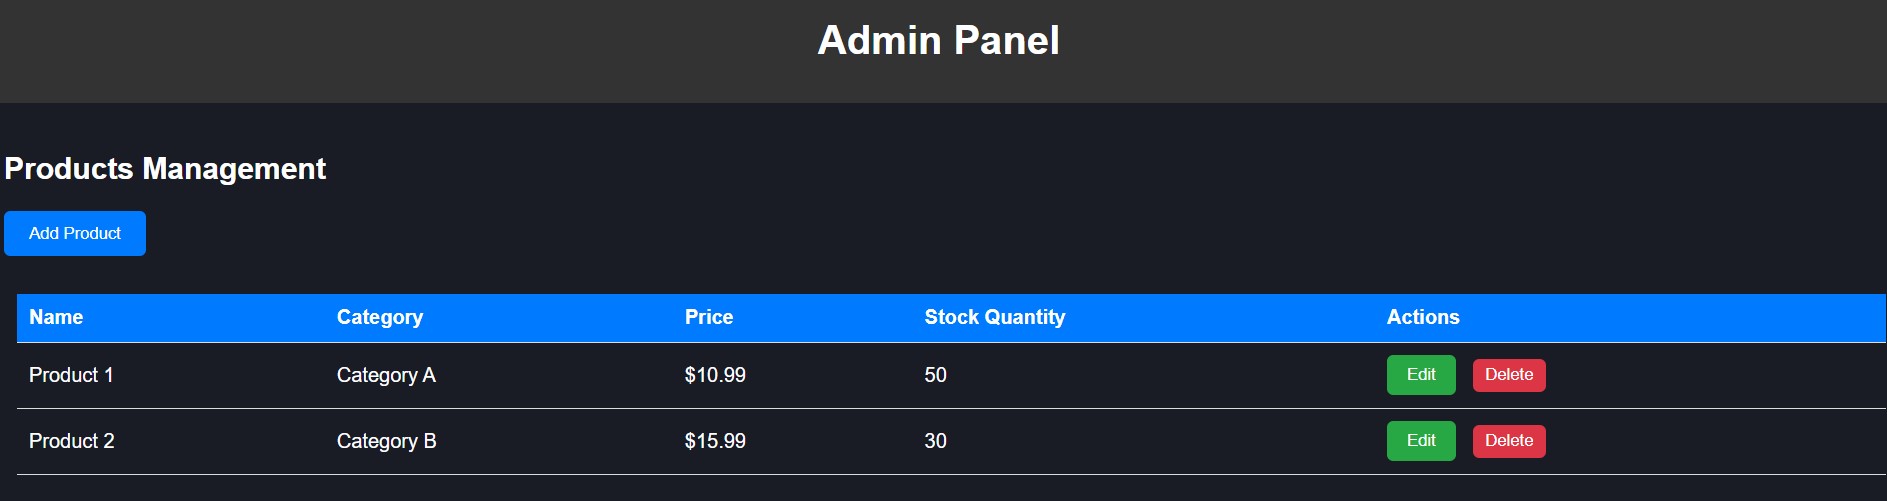 Admin Panel
Products Management
Add Product
Name Category Price Stock Quantity Actions
Product 1 Category A $10.99 50 Edit Delete
Product 2 Category B $15.99 30 Edit Delete